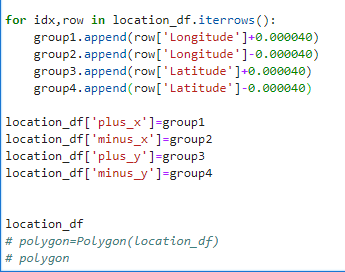 for idx,row in location_df.iterrows():
    group1.append(row['Longitude']+0.000040)
    group2.append(row['Longitude']-0.000040)
    group3.append(row['Latitude']+0.000040)
    group4.append(row['Latitude']-0.000040)
location_df['plus_x']=group1
location_df['minus_x']=group2
location_df['plus_y']=group3
location_df['minus_y']=group4
location_df
# polygon=Polygon(location_df)
# polygon